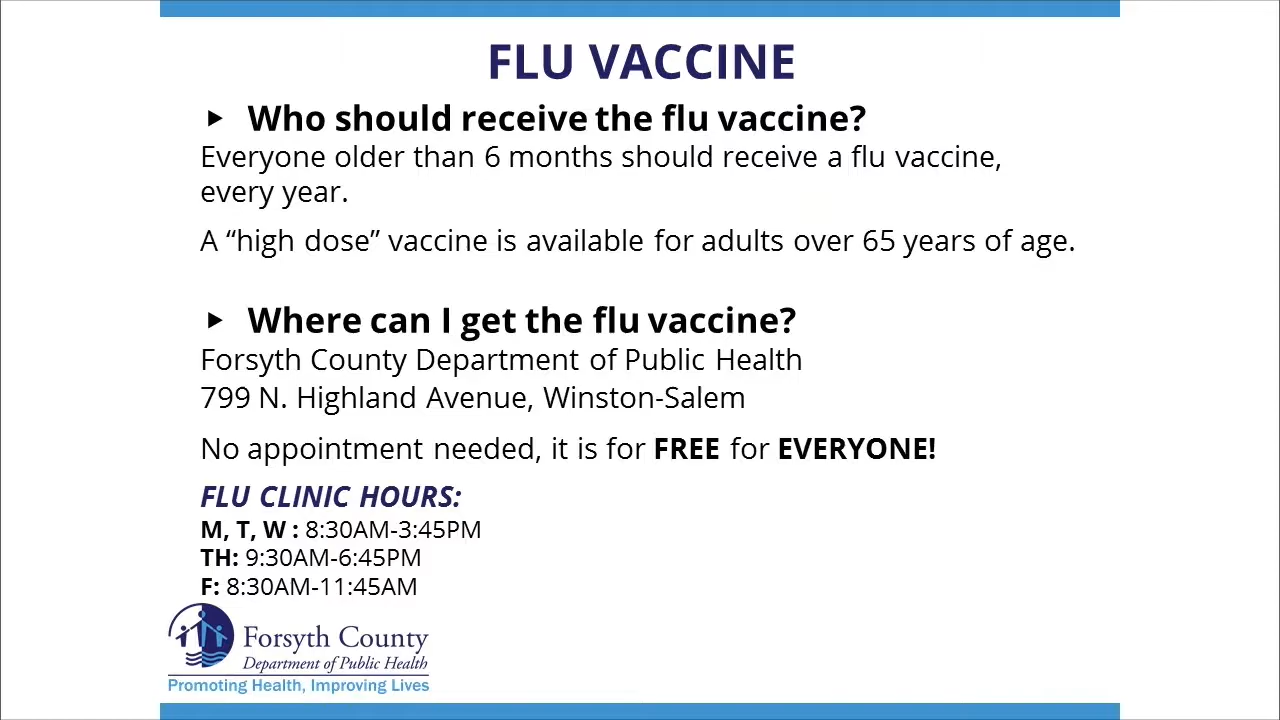 FLU VACCINE
► Who should receive the flu vaccine?
Everyone older than 6 months should receive a flu vaccine,
every year.
A “high dose” vaccine is available for adults over 65 years of age.
► Where can I get the flu vaccine?
Forsyth County Department of Public Health
799 N. Highland Avenue, Winston-Salem
No appointment needed, it is for FREE for EVERYONE!
FLU CLINIC HOURS:
M, T, W : 8:30AM-3:45PM
TH: 9:30AM-6:45PM
F: 8:30AM-11:45AM
Forsyth County
Department of Public Health
Promoting Health, Improving Lives